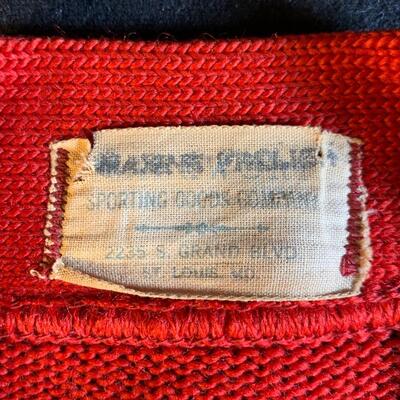 SPORTING GOODS COMPANY
2235 S. GRAND BLVD
ST. LOUIS MO